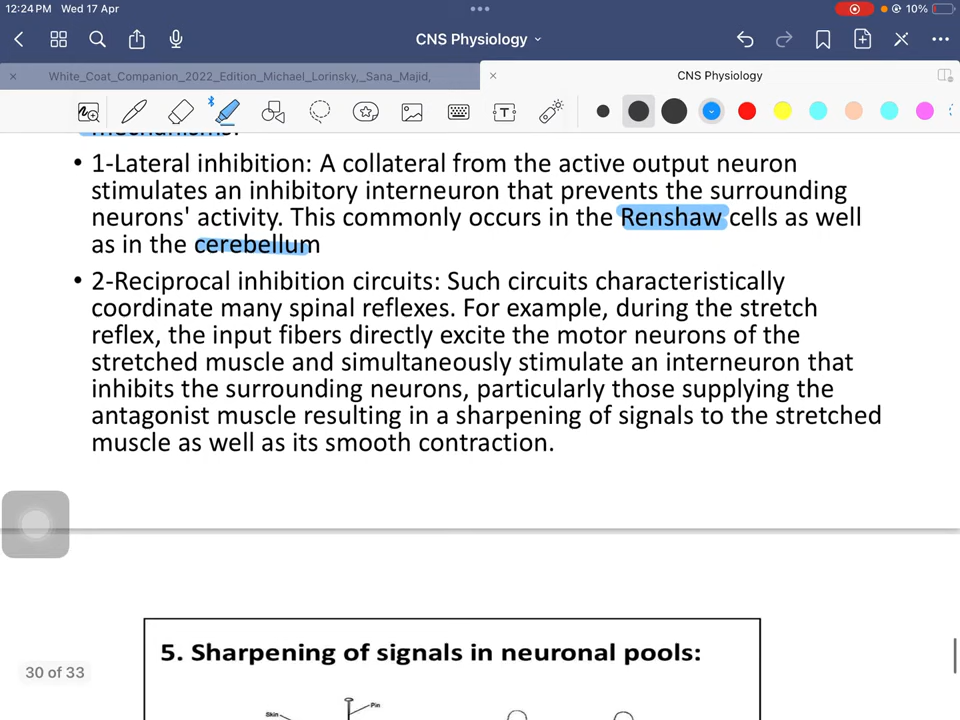 12:24 PM Wed 17 Apr
10%
CNS Physiology
White_Coat_Companion_2022_Edition_Michael_Lorinsky,_Sana_Majid,
CNS Physiology
• 1-Lateral inhibition: A collateral from the active output neuron
stimulates an inhibitory interneuron that prevents the surrounding
neurons' activity. This commonly occurs in the Renshaw cells as well
as in the cerebellum
• 2-Reciprocal inhibition circuits: Such circuits characteristically
coordinate many spinal reflexes. For example, during the stretch
reflex, the input fibers directly excite the motor neurons of the
stretched muscle and simultaneously stimulate an interneuron that
inhibits the surrounding neurons, particularly those supplying the
antagonist muscle resulting in a sharpening of signals to the stretched
muscle as well as its smooth contraction.
5. Sharpening of signals in neuronal pools:
30 of 33
Skin
Pin